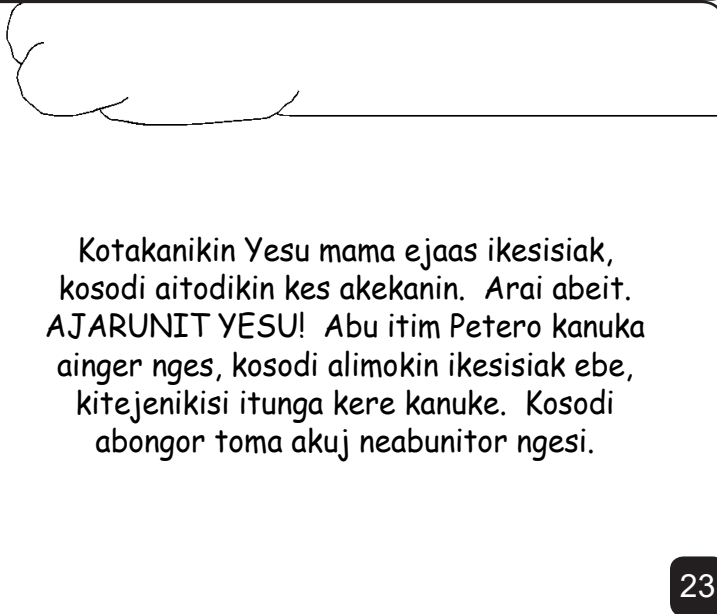 Kotakanikin Yesu mama ejaas ikesisiak,
kosodi aitodikin kes akekanin. Arai abeit.
AJARUNIT YESU! Abu itim Petero kanuka
ainger nges, kosodi alimokin ikesisiak ebe,
kitejenikisi itunga kere kanuke. Kosodi
abongor toma akuj neabunitor ngesi.
23